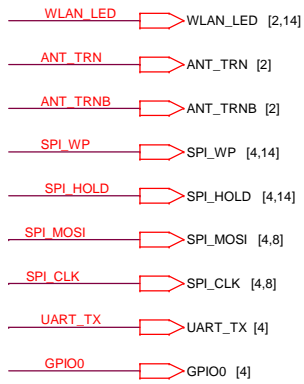 WLAN_LED WLAN_LED [2,14]
ANT_TRN ANT_TRN [2]
ANT_TRNB ANT_TRNB [2]
SPI_WP SPI_WP [4,14]
SPI_HOLD SPI_HOLD [4,14]
SPI_MOSI SPI_MOSI [4,8]
SPI_CLK SPI_CLK [4,8]
UART_TX UART_TX [4]
GPIO0 GPIO0 [4]